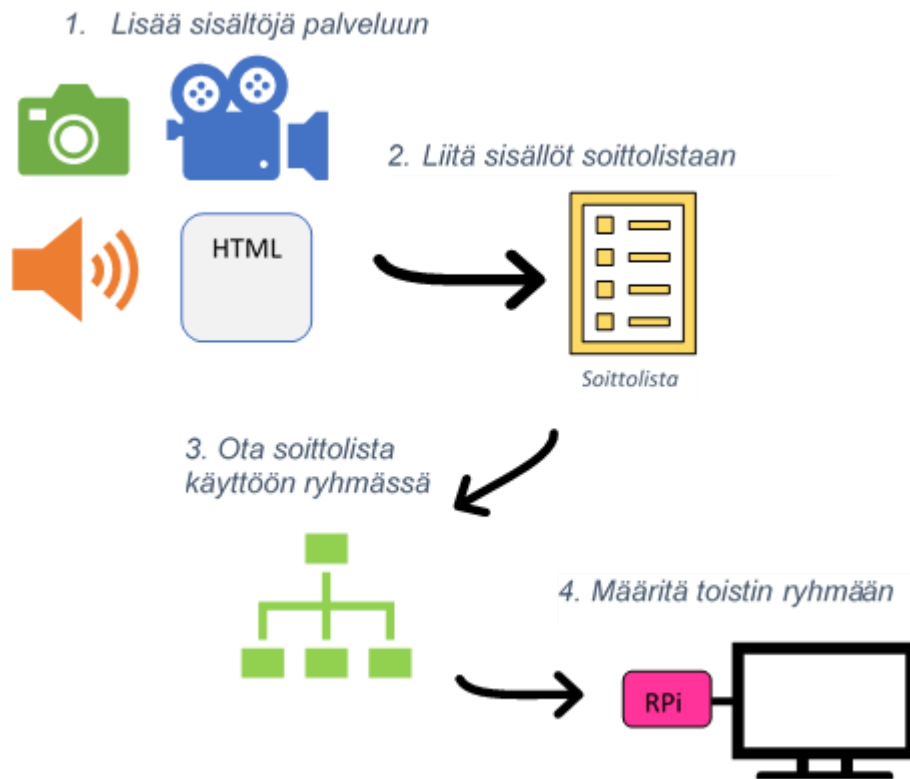 1. Lisää sisältöjä palveluun
2. Liitä sisällöt soittolistaan
HTML
Soittolista
3. Ota soittolista
käyttöön ryhmässä
4. Määritä toistin ryhmään
RPi